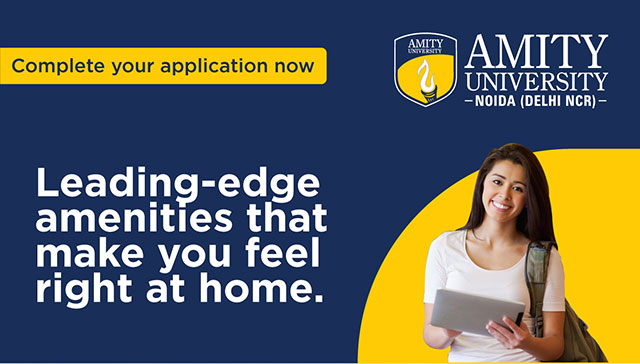 Complete your application now
AMITY
UNIVERSITY
AMITY
UNIVERSITY
–NOIDA (DELHI NCR)–
Leading-edge
amenities that
make you feel
right at home.